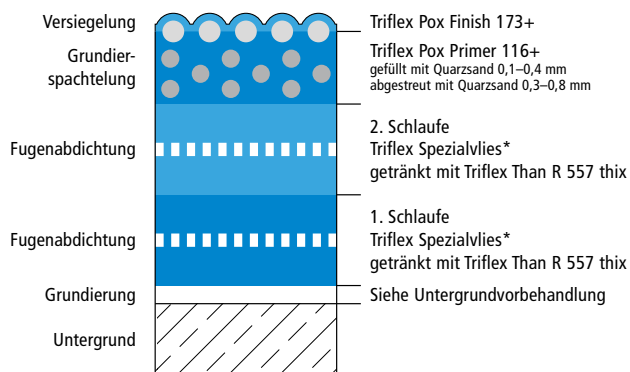 Versiegelung
Triflex Pox Finish 173+
Grundier-
spachtelung
Triflex Pox Primer 116+
gefüllt mit Quarzsand 0,1–0,4 mm
abgestreut mit Quarzsand 0,3–0,8 mm
Fugenabdichtung
2. Schlaufe
Triflex Spezialvlies*
getränkt mit Triflex Than R 557 thix
Fugenabdichtung
1. Schlaufe
Triflex Spezialvlies*
getränkt mit Triflex Than R 557 thix
Grundierung
Siehe Untergrundvorbehandlung
Untergrund